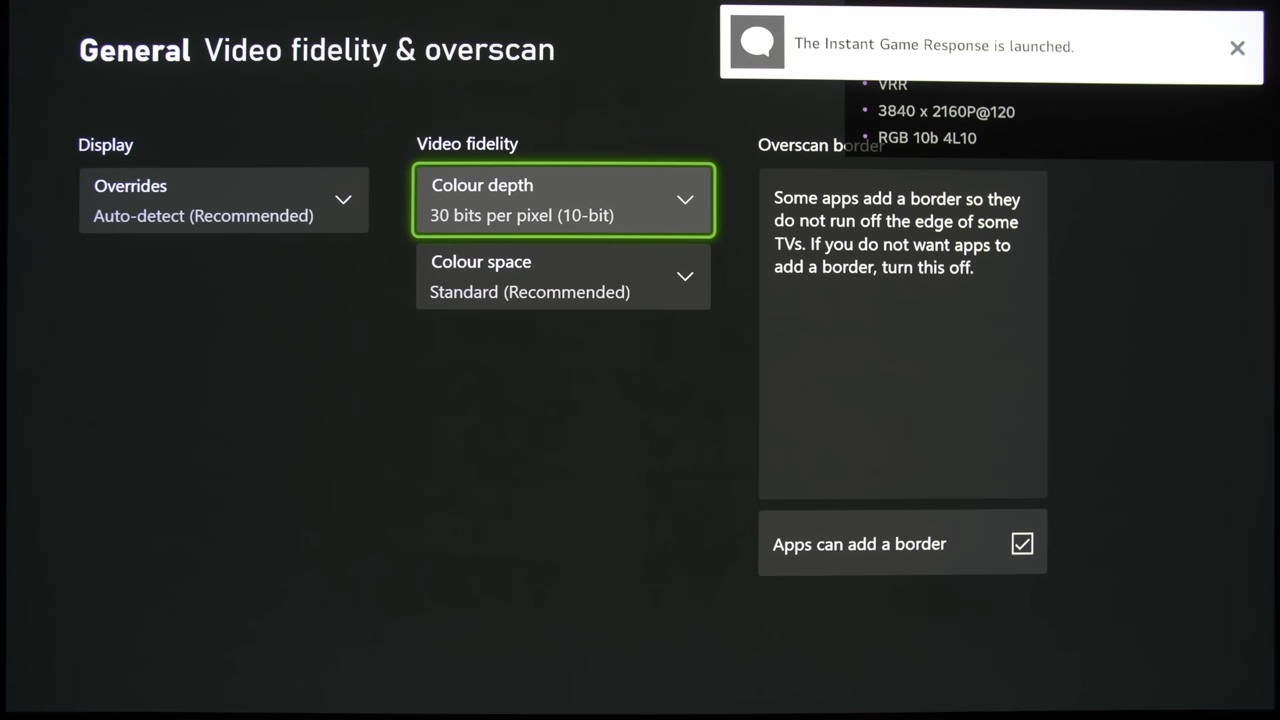 General Video fidelity & overscan
The Instant Game Response is launched.
VRR
3840 x 2160P@120
RGB 10b 4L10
Display
Overrides
Auto-detect (Recommended)
Video fidelity
Colour depth
30 bits per pixel (10-bit)
Colour space
Standard (Recommended)
Overscan border
Some apps add a border so they
do not run off the edge of some
TVs. If you do not want apps to
add a border, turn this off.
Apps can add a border